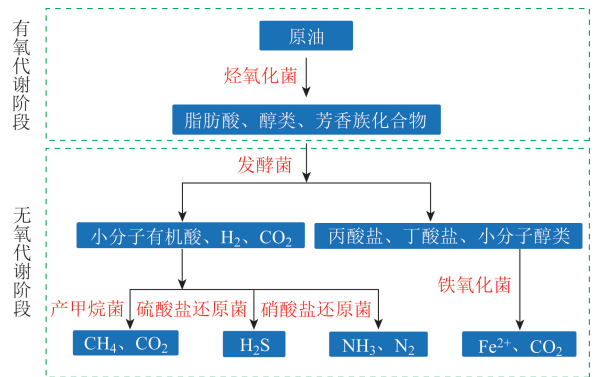 有氧代谢阶段
原油
烃氧化菌
脂肪酸、醇类、芳香族化合物
无氧代谢阶段
发酵菌
小分子有机酸、H₂、CO₂
丙酸盐、丁酸盐、小分子醇类
产甲烷菌 硫酸盐还原菌 硝酸盐还原菌
铁氧化菌
CH₄、CO₂
H₂S
NH₃、N₂
Fe²⁺、CO₂